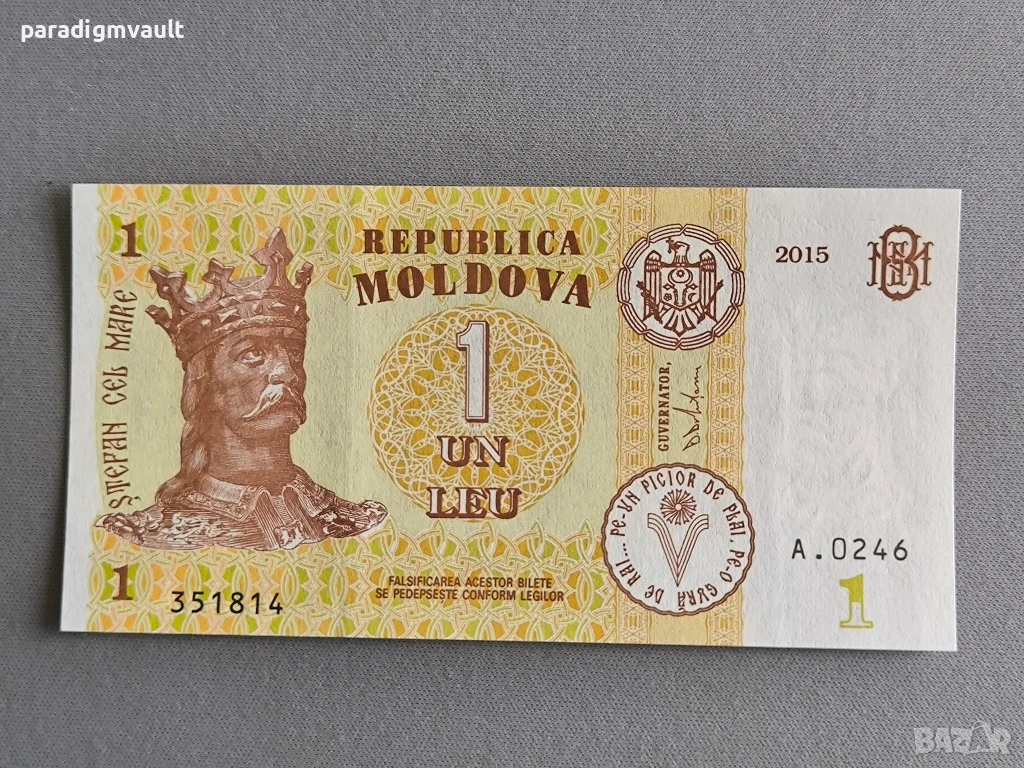 paradigmvault
1
REPUBLICA
MOLDOVA
2015
ȘTEFAN CEL MARE
1
UN
LEU
GUVERNATOR,
PE-UN PICIOR DE PLAI, PE-O GURĂ DE RAI...
A.0246
1
351814
FALSIFICAREA ACESTOR BILETE
SE PEDEPSEȘTE CONFORM LEGILOR
1
BAZAR